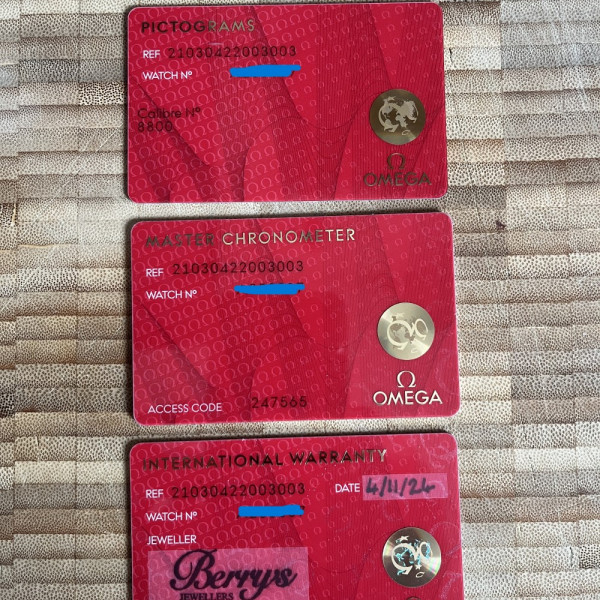 PICTOGRAMS
REF 21030422003003
WATCH Nº
Calibre Nº
8800
Ω
OMEGA
MASTER CHRONOMETER
REF 21030422003003
WATCH Nº
ACCESS CODE 247565
Ω
OMEGA
INTERNATIONAL WARRANTY
REF 21030422003003 DATE 4/11/24
WATCH Nº
JEWELLER
Berrys
JEWELLERS